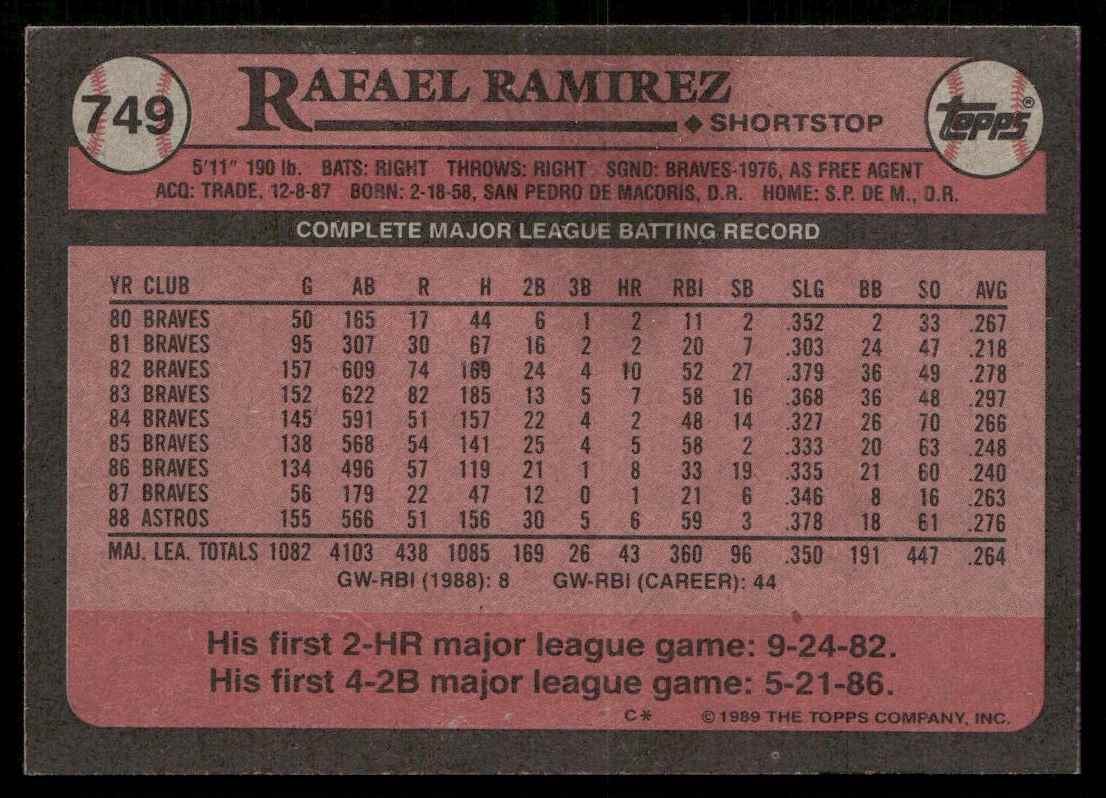 749
RAFAEL RAMIREZ
◆ SHORTSTOP
Topps®
5'11" 190 lb. BATS: RIGHT THROWS: RIGHT SGND: BRAVES-1976, AS FREE AGENT
ACQ: TRADE, 12-8-87 BORN: 2-18-58, SAN PEDRO DE MACORIS, D.R. HOME: S.P. DE M., D.R.
COMPLETE MAJOR LEAGUE BATTING RECORD
YR CLUB G AB R H 2B 3B HR RBI SB SLG BB SO AVG
80 BRAVES 50 165 17 44 6 1 2 11 2 .352 2 33 .267
81 BRAVES 95 307 30 67 16 2 2 20 7 .303 24 47 .218
82 BRAVES 157 609 74 169 24 4 10 52 27 .379 36 49 .278
83 BRAVES 152 622 82 185 13 5 7 58 16 .368 36 48 .297
84 BRAVES 145 591 51 157 22 4 2 48 14 .327 26 70 .266
85 BRAVES 138 568 54 141 25 4 5 58 2 .333 20 63 .248
86 BRAVES 134 496 57 119 21 1 8 33 19 .335 21 60 .240
87 BRAVES 56 179 22 47 12 0 1 21 6 .346 8 16 .263
88 ASTROS 155 566 51 156 30 5 6 59 3 .378 18 61 .276
MAJ. LEA. TOTALS 1082 4103 438 1085 169 26 43 360 96 .350 191 447 .264
GW-RBI (1988): 8 GW-RBI (CAREER): 44
His first 2-HR major league game: 9-24-82.
His first 4-2B major league game: 5-21-86.
C* ©1989 THE TOPPS COMPANY, INC.